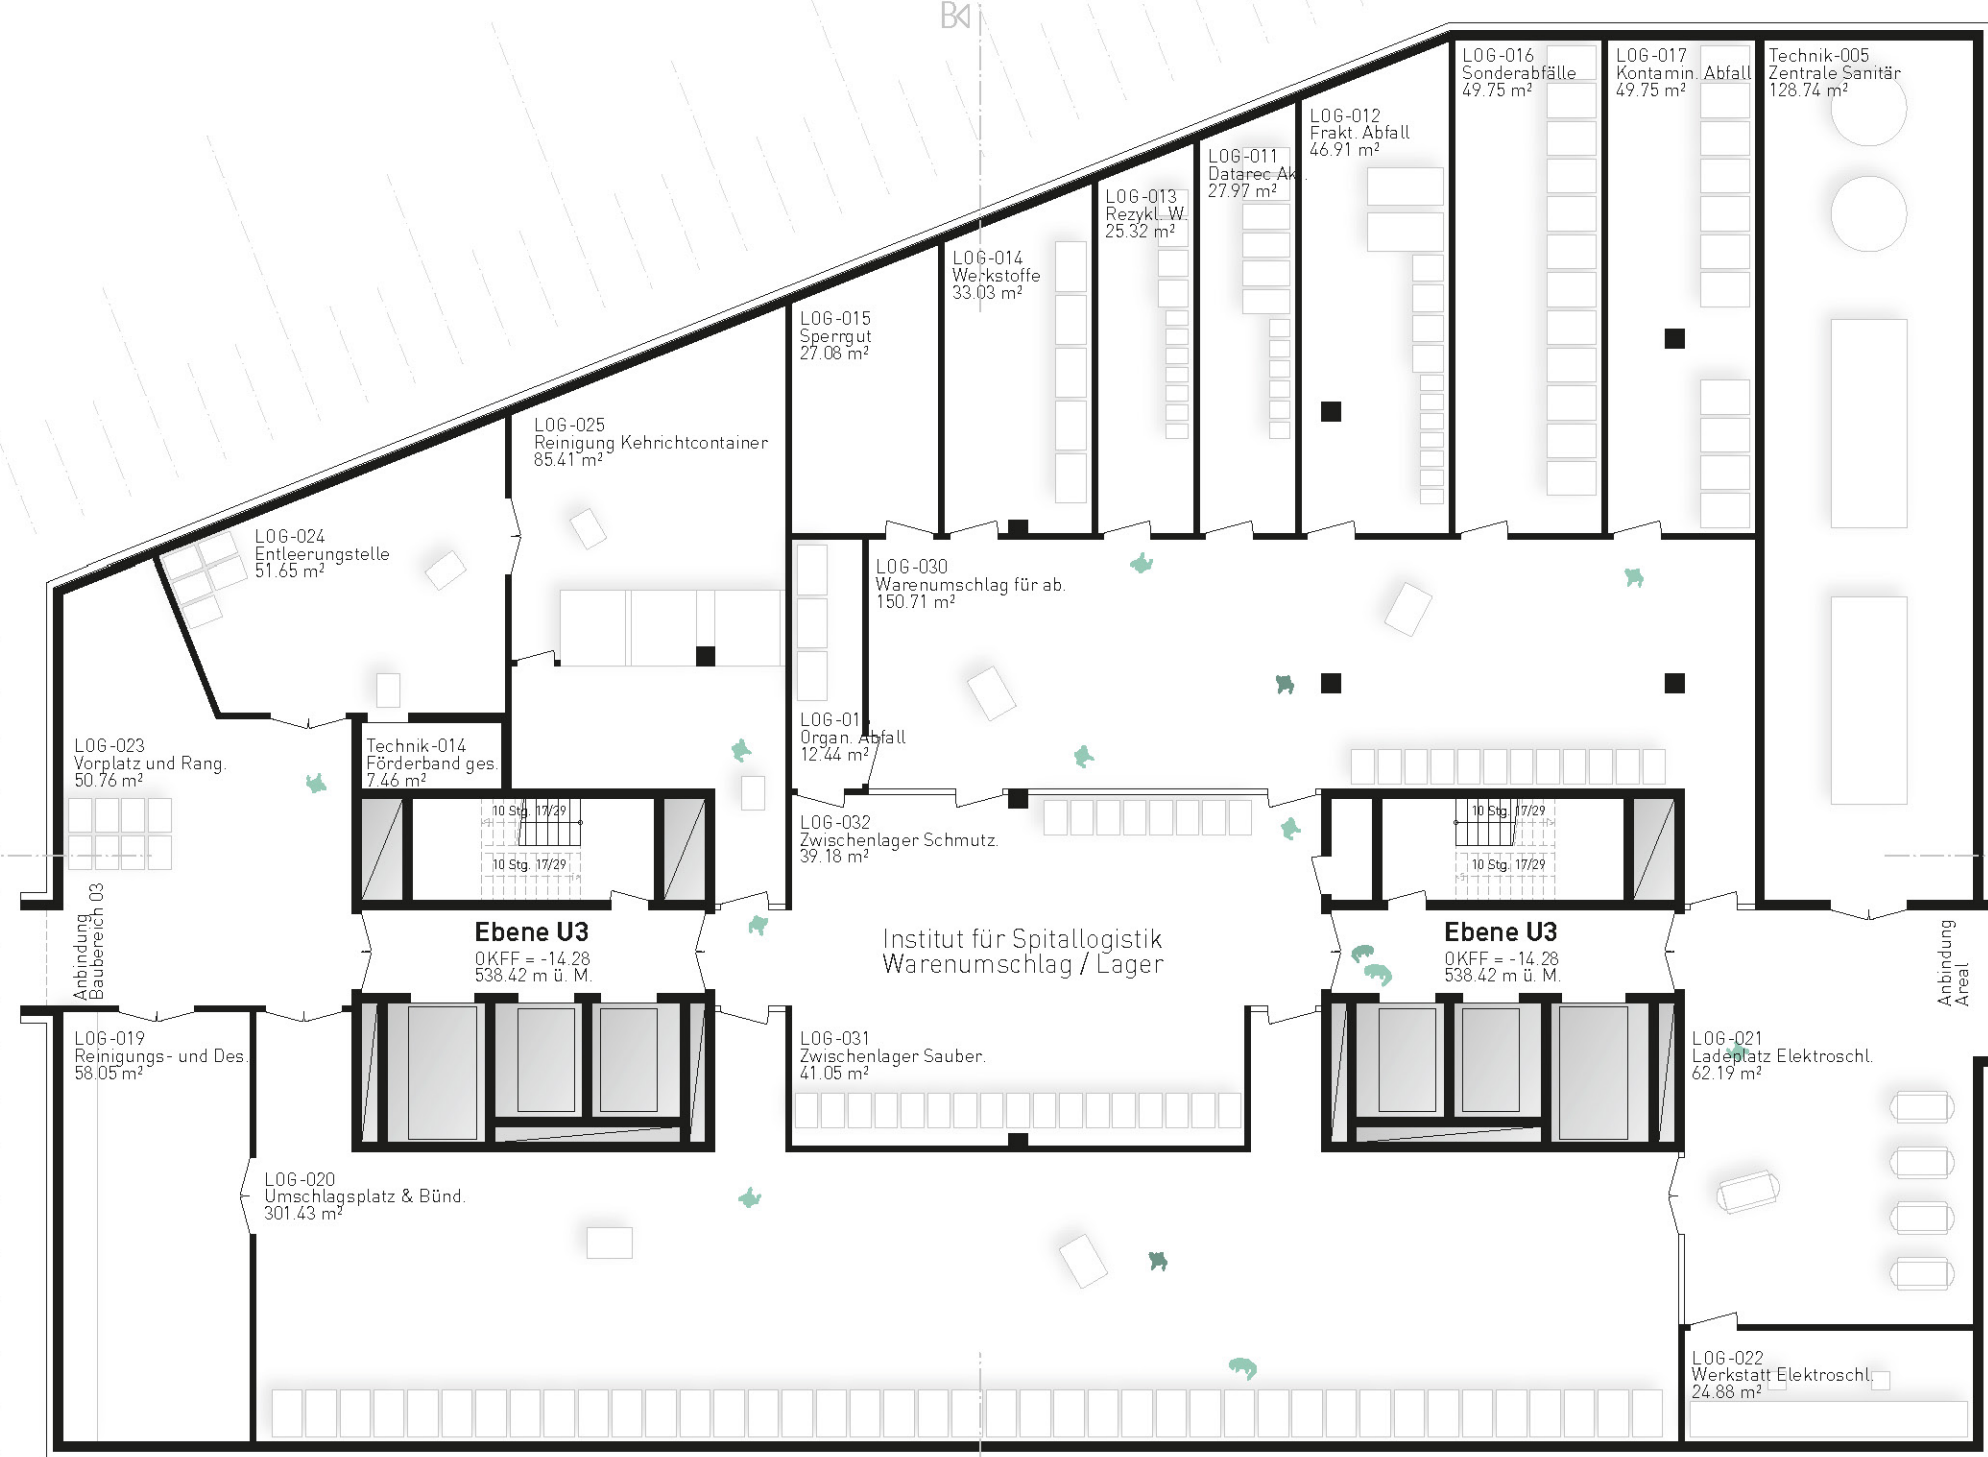 B
LOG-016
Sonderabfälle
49.75 m²
LOG-017
Kontamin. Abfall
49.75 m²
Technik-005
Zentrale Sanitär
128.74 m²
LOG-012
Frakt. Abfall
46.91 m²
LOG-011
Datarec Ak.
27.97 m²
LOG-013
Rezykl. W.
25.32 m²
LOG-014
Werkstoffe
33.03 m²
LOG-015
Sperrgut
27.08 m²
LOG-025
Reinigung Kehrichtcontainer
85.41 m²
LOG-024
Entleerungstelle
51.65 m²
LOG-030
Warenumschlag für ab.
150.71 m²
LOG-01
Organ. Abfall
12.44 m²
LOG-023
Vorplatz und Rang.
50.76 m²
Technik-014
Förderband ges.
7.46 m²
10 Stg. 17/29
10 Stg. 17/29
LOG-032
Zwischenlager Schmutz.
39.18 m²
10 Stg. 17/29
10 Stg. 17/29
Anbindung
Baubereich 03
Ebene U3
OKFF = -14.28
538.42 m ü. M.
Institut für Spitallogistik
Warenumschlag / Lager
Ebene U3
OKFF = -14.28
538.42 m ü. M.
Anbindung
Areal
LOG-019
Reinigungs- und Des.
58.05 m²
LOG-031
Zwischenlager Sauber.
41.05 m²
LOG-021
Ladeplatz Elektroschl.
62.19 m²
LOG-020
Umschlagsplatz & Bünd.
301.43 m²
LOG-022
Werkstatt Elektroschl.
24.88 m²